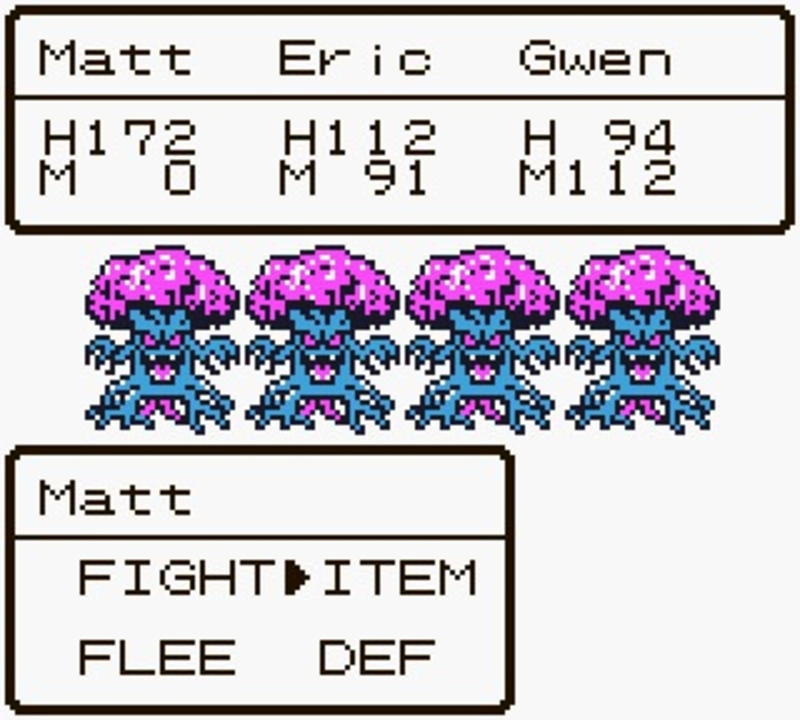 Matt Eric Gwen
H172 H112 H 94
M 0 M 91 M112
Matt
FIGHT▶ITEM
FLEE DEF